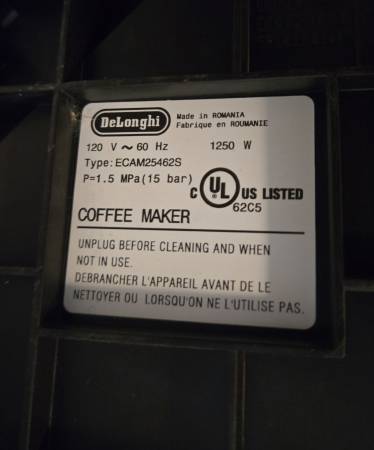 DeLonghi
Made in ROMANIA
Fabrique en ROUMANIE
120 V ~ 60 Hz 1250 W
Type: ECAM25462S
P=1.5 MPa(15 bar)
C UL ® US LISTED
62C5
COFFEE MAKER
UNPLUG BEFORE CLEANING AND WHEN
NOT IN USE.
DEBRANCHER L'APPAREIL AVANT DE LE
NETTOYER OU LORSQU'ON NE L'UTILISE PAS.